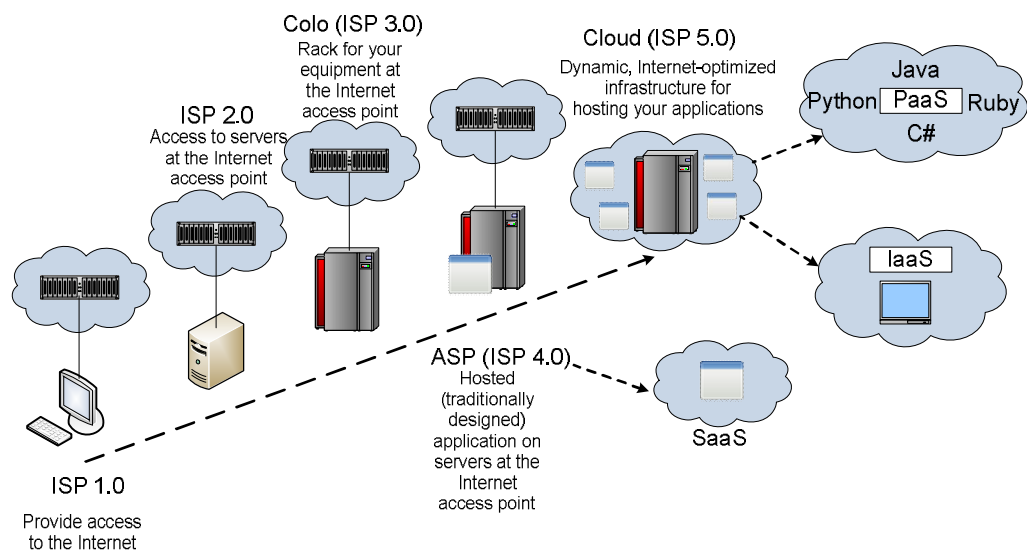 Colo (ISP 3.0)
Rack for your
equipment at
the Internet
access point
ISP 2.0
Access to servers
at the Internet
access point
ISP 1.0
Provide access
to the Internet
ASP (ISP 4.0)
Hosted
(traditionally
designed)
application on
servers at the
Internet
access point
SaaS
Cloud (ISP 5.0)
Dynamic, Internet-optimized
infrastructure for
hosting your applications
Java
Python PaaS Ruby
C#
IaaS